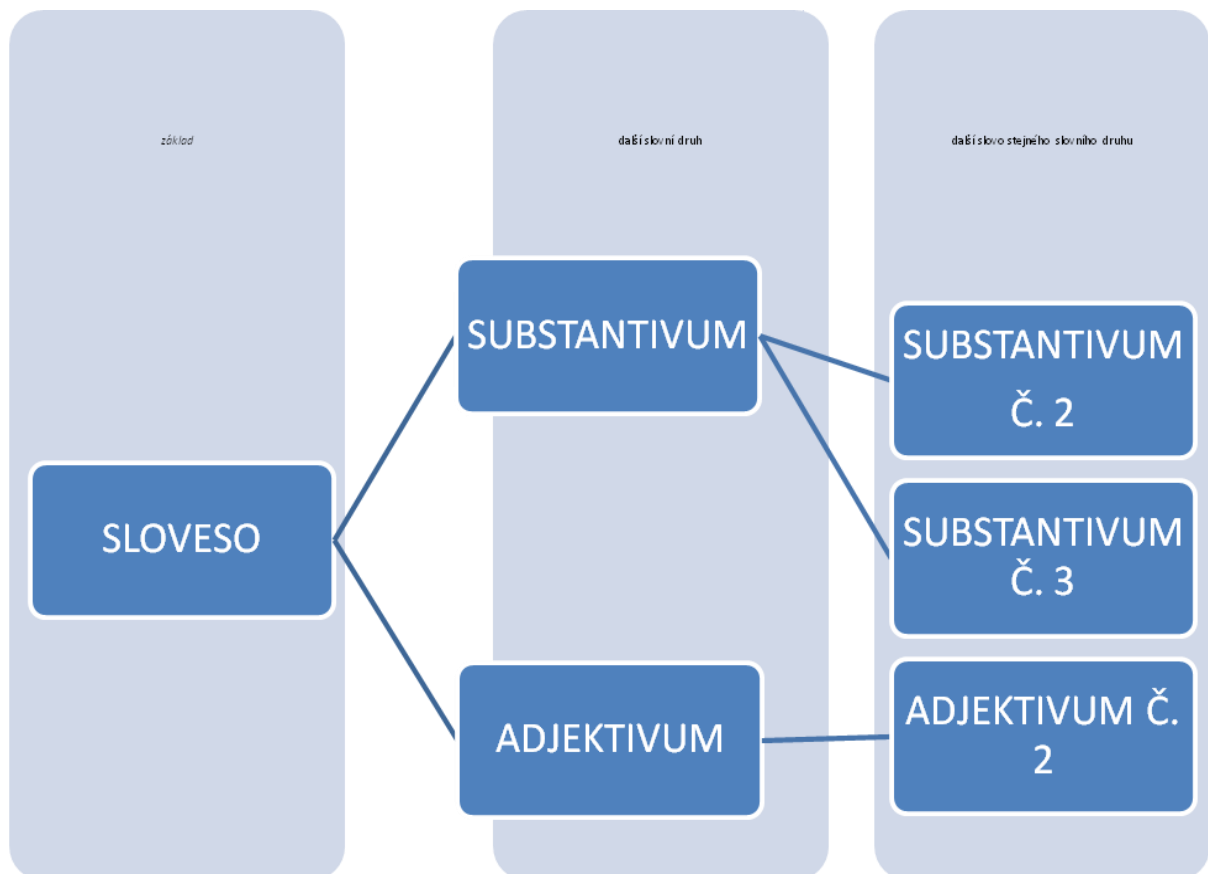 základ
další slovní druh
další slovo stejného slovního druhu
SUBSTANTIVUM
SUBSTANTIVUM
Č. 2
SLOVESO
SUBSTANTIVUM
Č. 3
ADJEKTIVUM
ADJEKTIVUM Č.
2